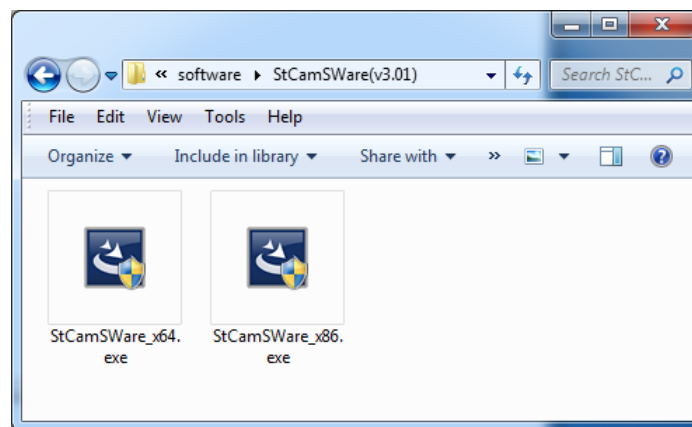 « software ▸ StCamSWare(v3.01)
Search StC...
File Edit View Tools Help
Organize Include in library Share with »
StCamSWare_x64.
exe
StCamSWare_x86.
exe